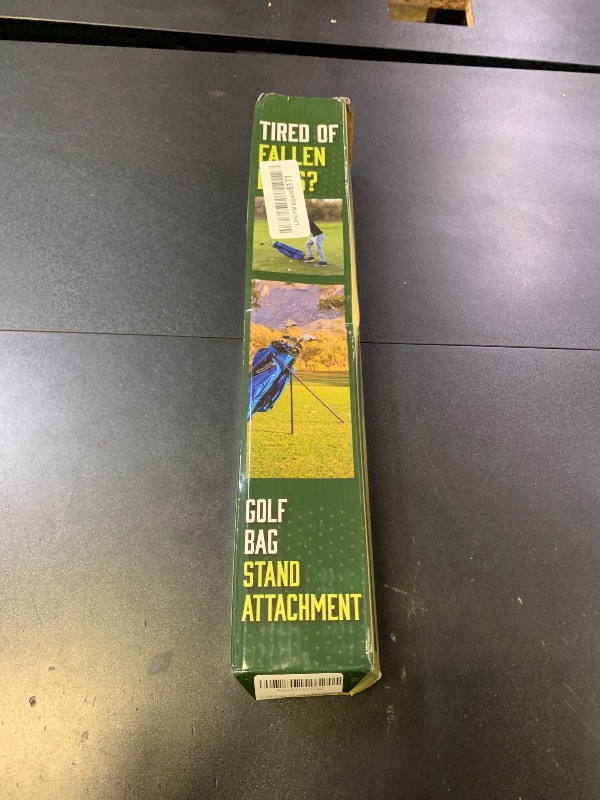 TIRED OF
FALLEN
?
GOLF
BAG
STAND
ATTACHMENT